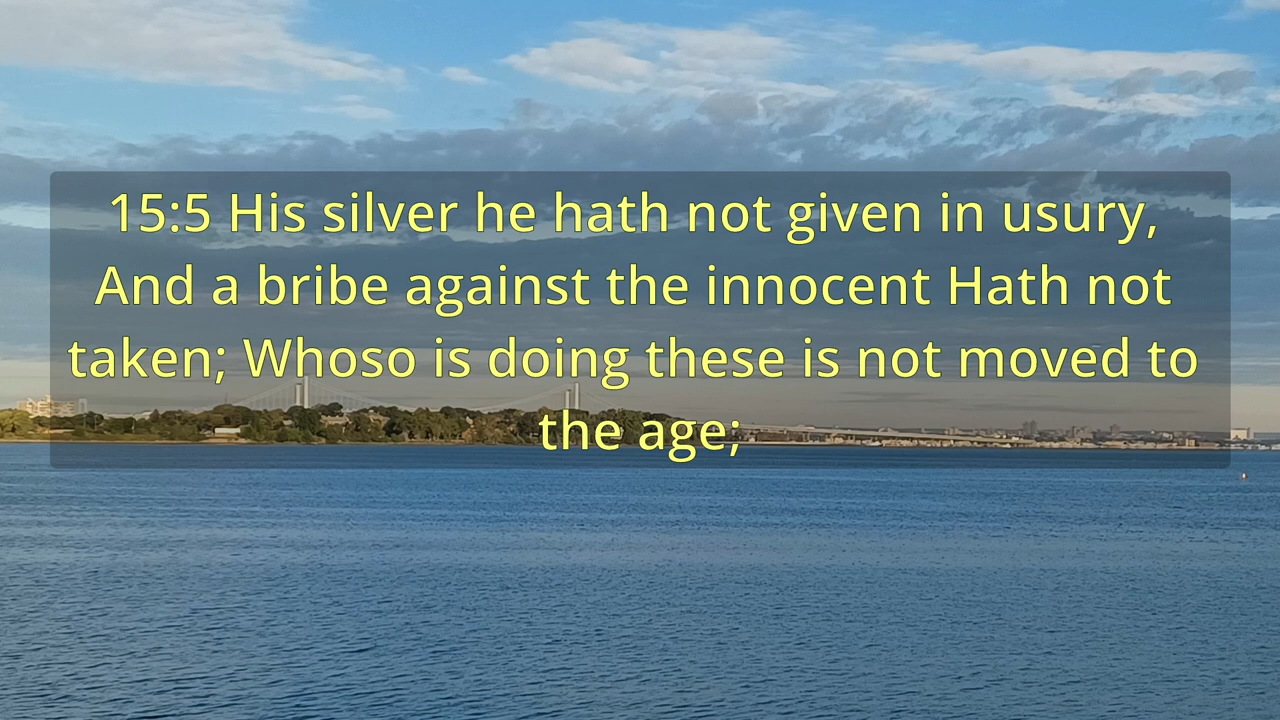 15:5 His silver he hath not given in usury,
And a bribe against the innocent Hath not
taken; Whoso is doing these is not moved to
the age;